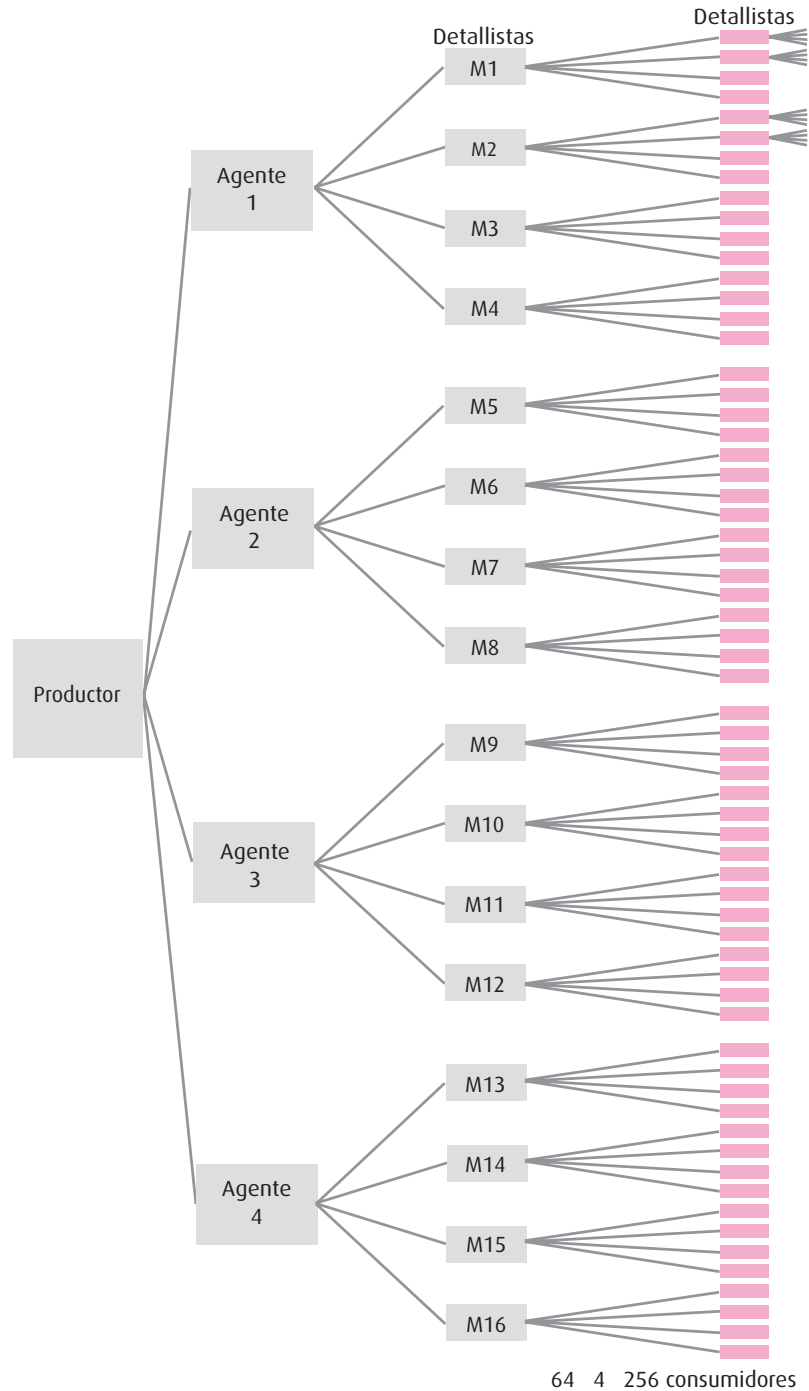 Detallistas
Detallistas
M1
M2
Agente
1
M3
M4
M5
M6
Agente
2
M7
M8
Productor
M9
M10
Agente
3
M11
M12
M13
M14
Agente
4
M15
M16
64 4 256 consumidores